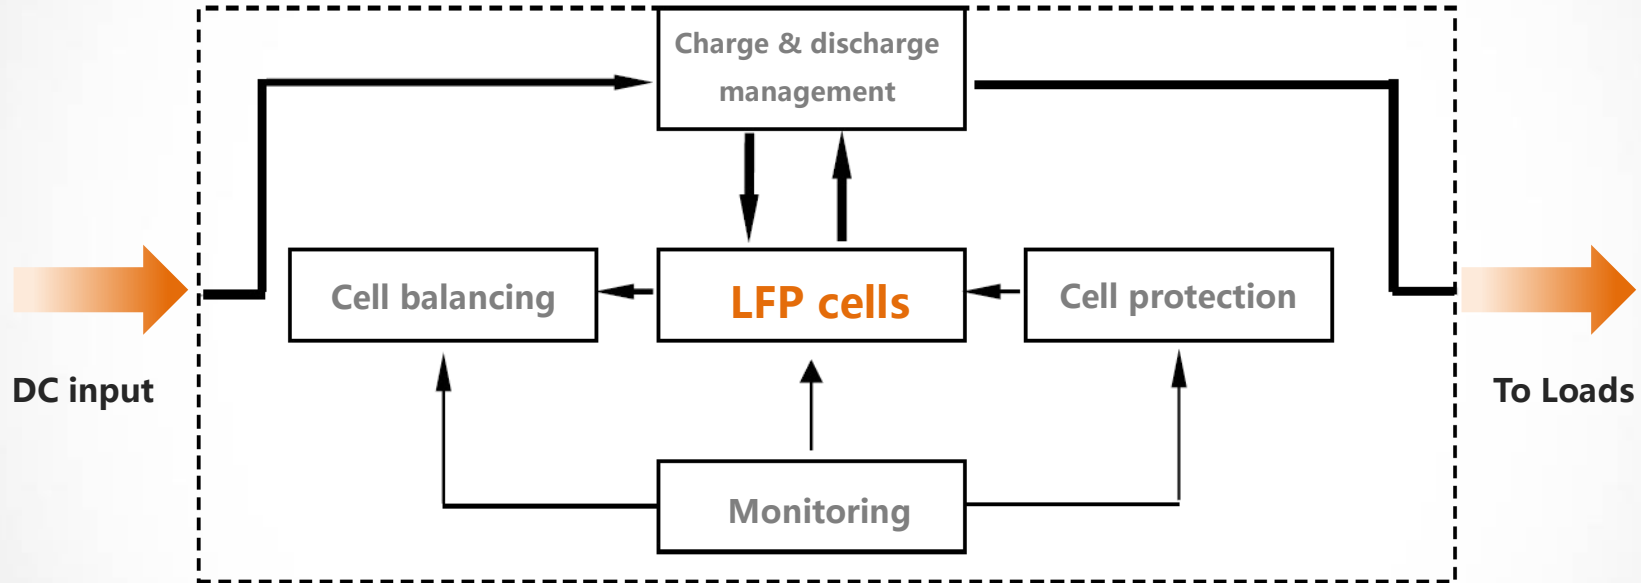 Charge & discharge
management
Cell balancing
LFP cells
Cell protection
DC input
To Loads
Monitoring